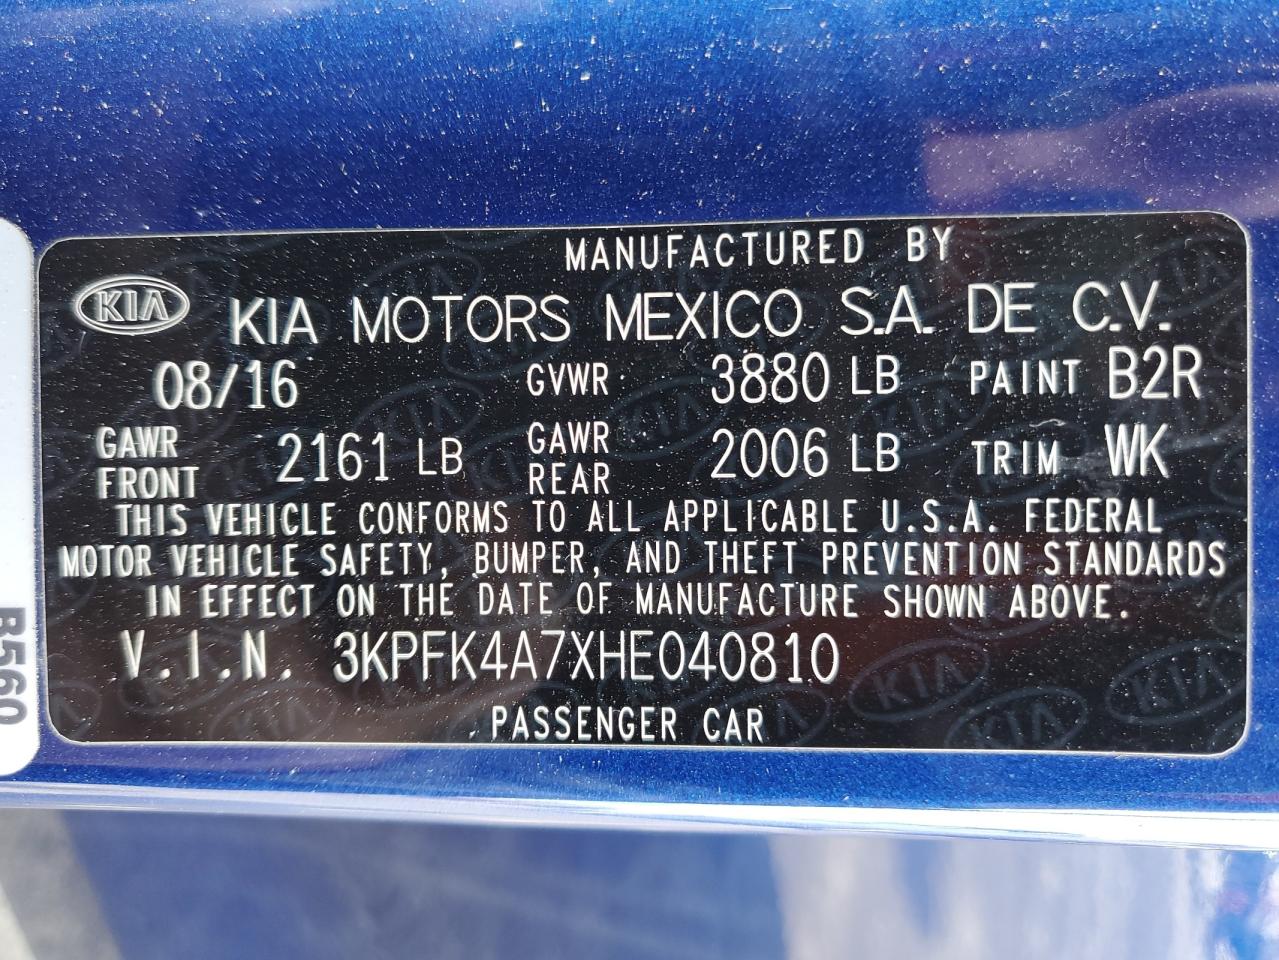 MANUFACTURED BY
KIA KIA MOTORS MEXICO S.A. DE C.V.
08/16 GVWR 3880 LB PAINT B2R
GAWR FRONT 2161 LB GAWR REAR 2006 LB TRIM WK
THIS VEHICLE CONFORMS TO ALL APPLICABLE U.S.A. FEDERAL
MOTOR VEHICLE SAFETY, BUMPER, AND THEFT PREVENTION STANDARDS
IN EFFECT ON THE DATE OF MANUFACTURE SHOWN ABOVE.
V.I.N. 3KPFK4A7XHE040810
PASSENGER CAR
B560